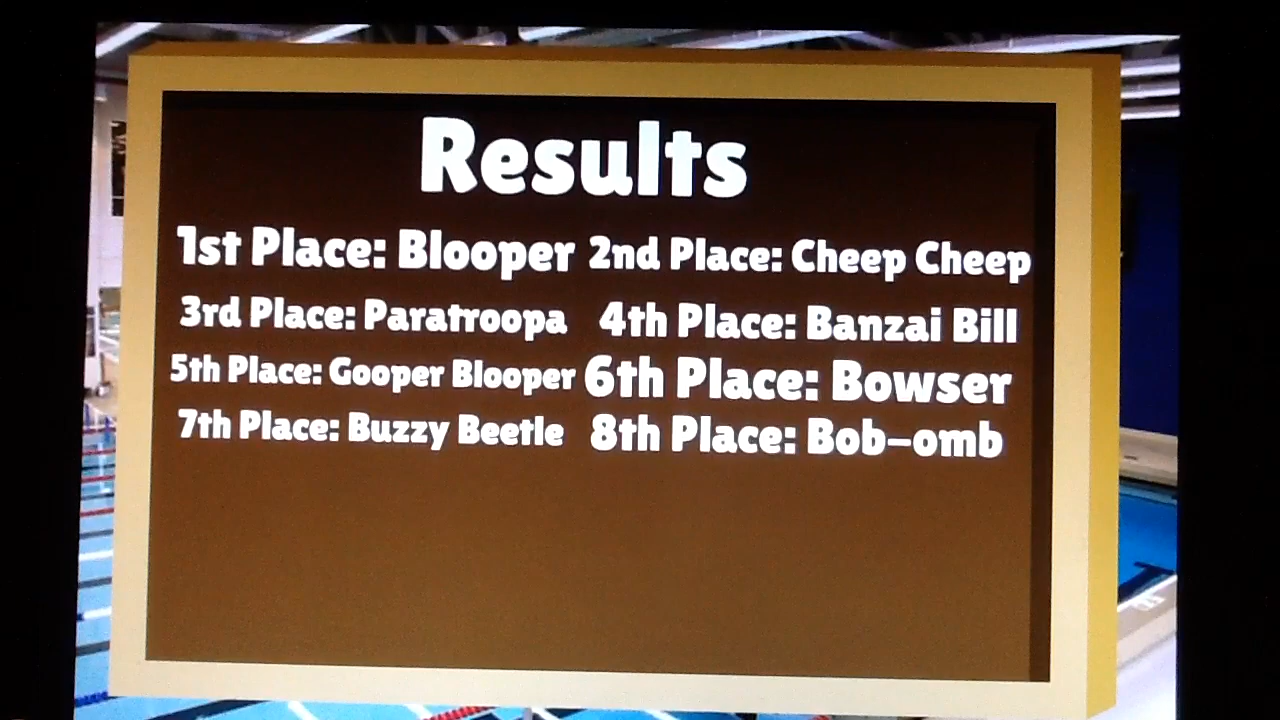 Results
1st Place: Blooper 2nd Place: Cheep Cheep
3rd Place: Paratroopa 4th Place: Banzai Bill
5th Place: Gooper Blooper 6th Place: Bowser
7th Place: Buzzy Beetle 8th Place: Bob-omb